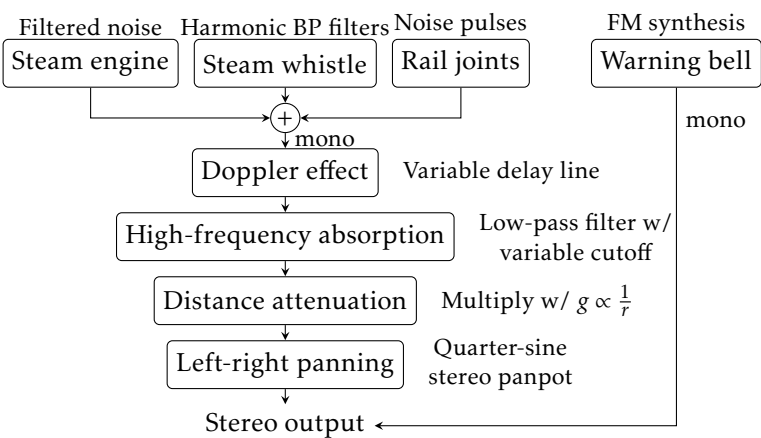 Filtered noise
Harmonic BP filters
Noise pulses
FM synthesis
Steam engine
Steam whistle
Rail joints
Warning bell
+
mono
mono
Doppler effect
Variable delay line
High-frequency absorption
Low-pass filter w/
variable cutoff
Distance attenuation
Multiply w/ g ∝ 1/r
Left-right panning
Quarter-sine
stereo panpot
Stereo output